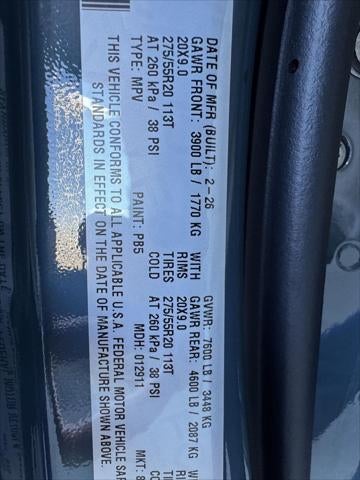 DATE OF MFR (BUILT): 2-26 GVWR: 7600 LB / 3448 KG
GAWR FRONT: 3900 LB / 1770 KG WITH GAWR REAR: 4600 LB / 2087 KG
20X9.0 RIMS 20X9.0
275/55R20 113T TIRES 275/55R20 113T
AT 260 kPa / 38 PSI COLD AT 260 kPa / 38 PSI
TYPE: MPV PAINT: PB5 MDH: 012911 MKT: 8
THIS VEHICLE CONFORMS TO ALL APPLICABLE U.S.A. FEDERAL MOTOR VEHICLE SAF
STANDARDS IN EFFECT ON THE DATE OF MANUFACTURE SHOWN ABOVE.